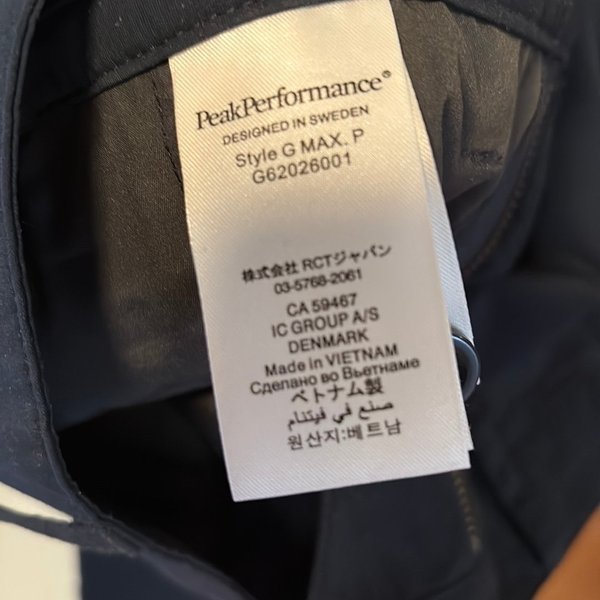 PeakPerformance®
DESIGNED IN SWEDEN
Style G MAX. P
G62026001
株式会社 RCTジャパン
03-5768-2061
CA 59467
IC GROUP A/S
DENMARK
Made in VIETNAM
Сделано во Вьетнаме
ベトナム製
صنع في فيتنام
원산지:베트남